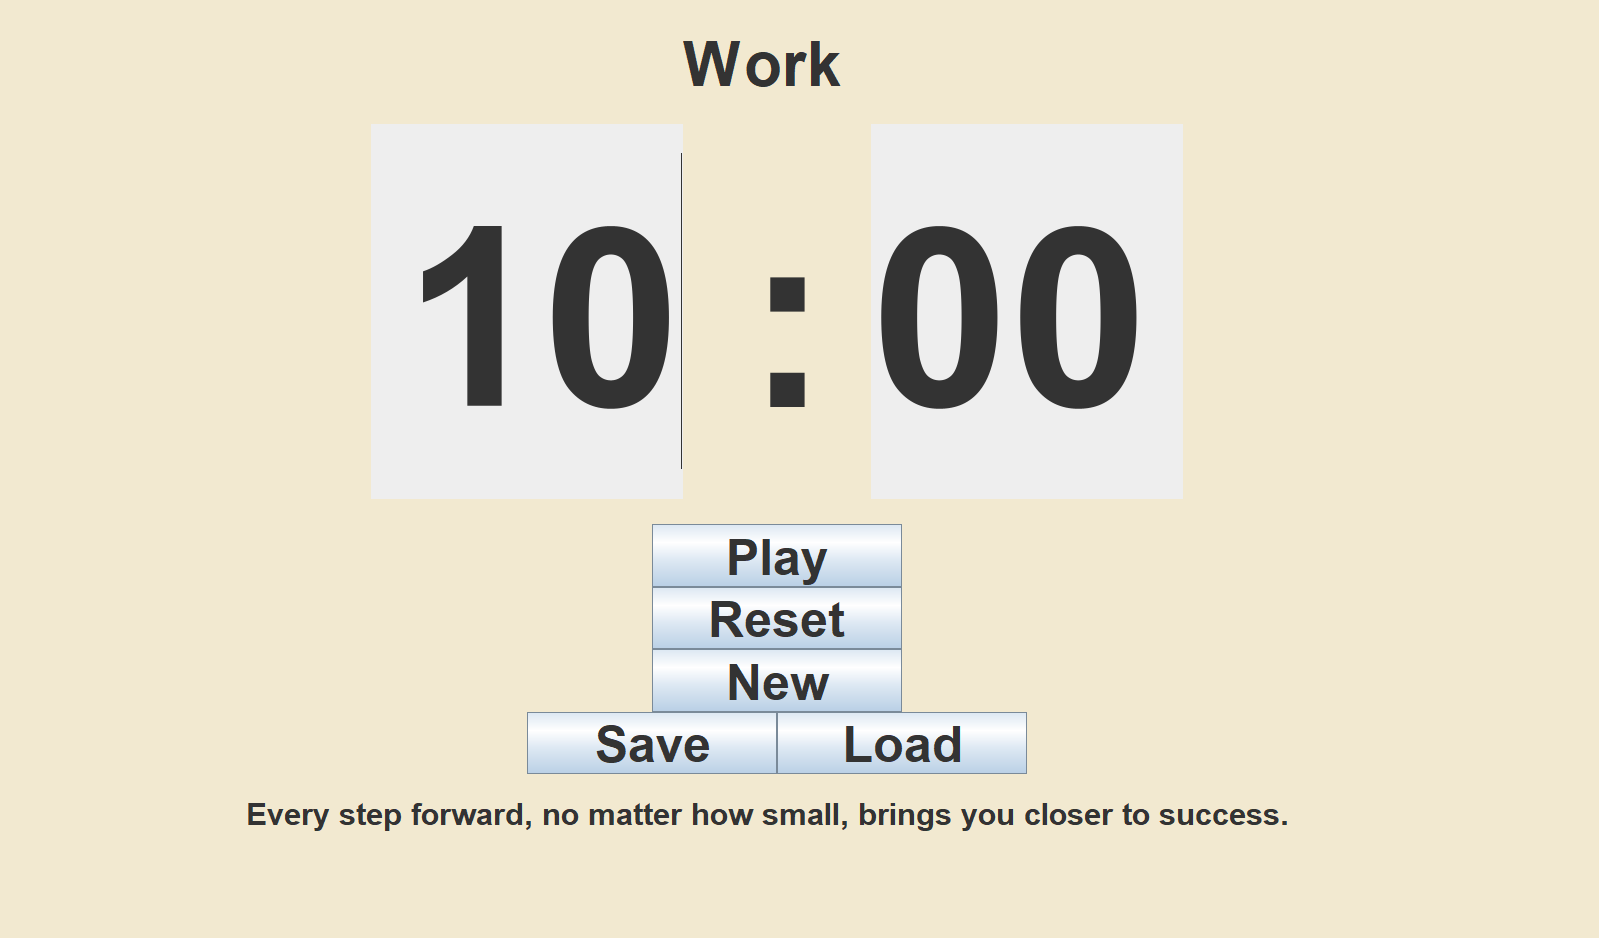 Work
10 : 00
Play
Reset
New
Save Load
Every step forward, no matter how small, brings you closer to success.